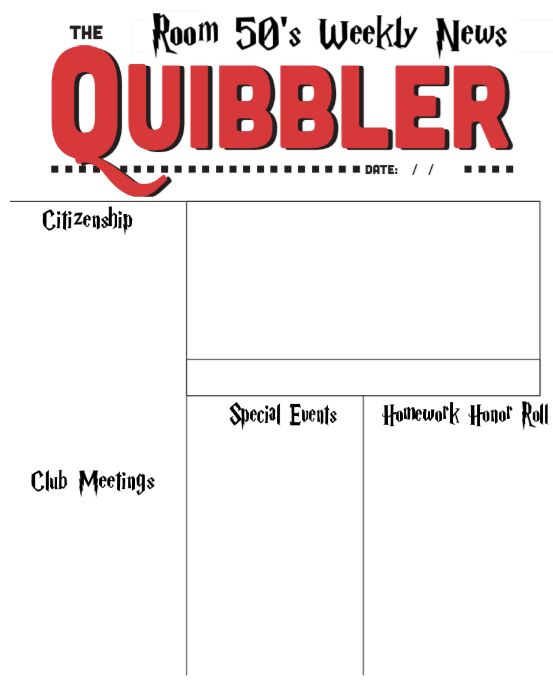 THE Room 50's Weekly News
QUIBBLER
DATE: / /
Citizenship
Special Events
Homework Honor Roll
Club Meetings